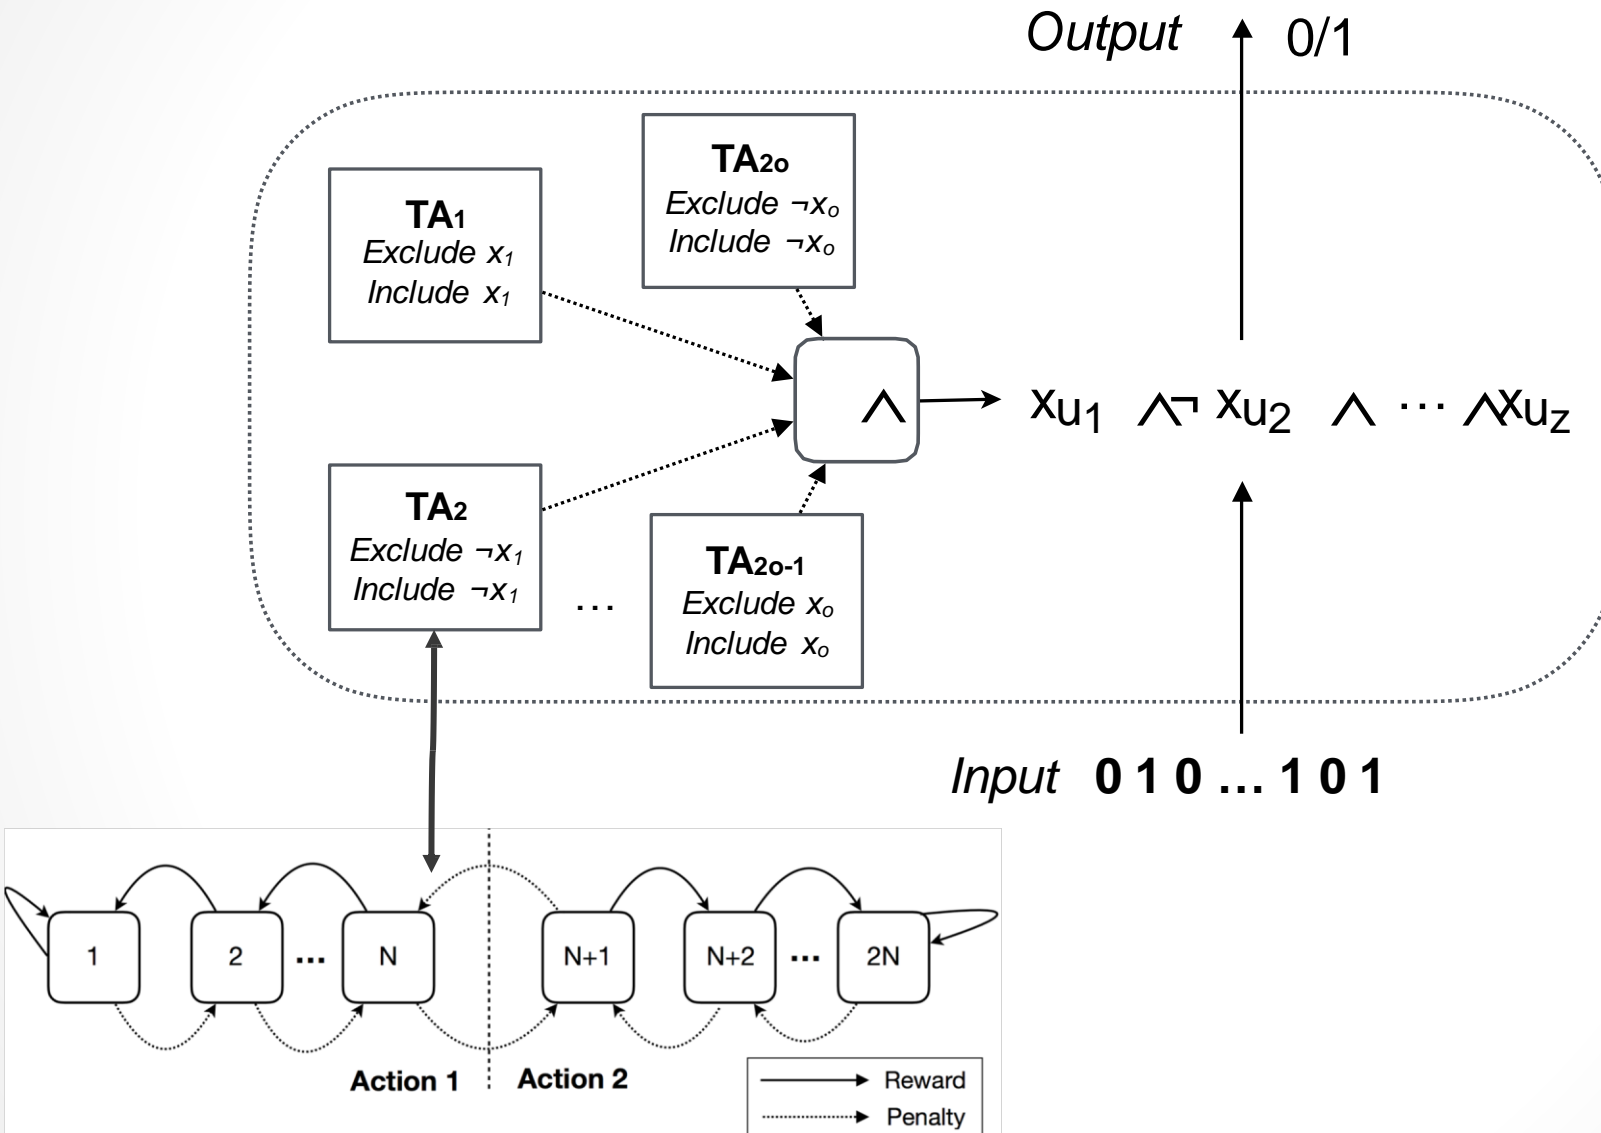 Output 0/1
TA1
Exclude x1
Include x1
TA2o
Exclude ¬xo
Include ¬xo
∧
xu1 ∧¬ xu2 ∧ ... ∧xuz
TA2
Exclude ¬x1
Include ¬x1
...
TA2o-1
Exclude xo
Include xo
Input 0 1 0 ... 1 0 1
1 2 ... N N+1 N+2 ... 2N
Action 1 Action 2
Reward
Penalty